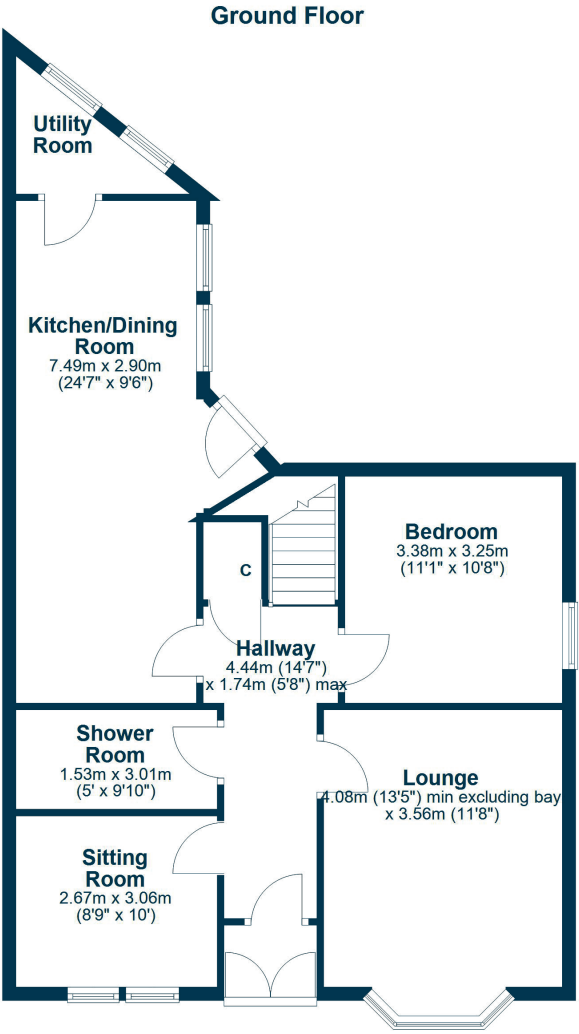 Ground Floor
Utility
Room
Kitchen/Dining
Room
7.49m x 2.90m
(24'7" x 9'6")
Bedroom
3.38m x 3.25m
(11'1" x 10'8")
C
Hallway
4.44m (14'7")
x 1.74m (5'8") max
Shower
Room
1.53m x 3.01m
(5' x 9'10")
Lounge
4.08m (13'5") min excluding bay
x 3.56m (11'8")
Sitting
Room
2.67m x 3.06m
(8'9" x 10')